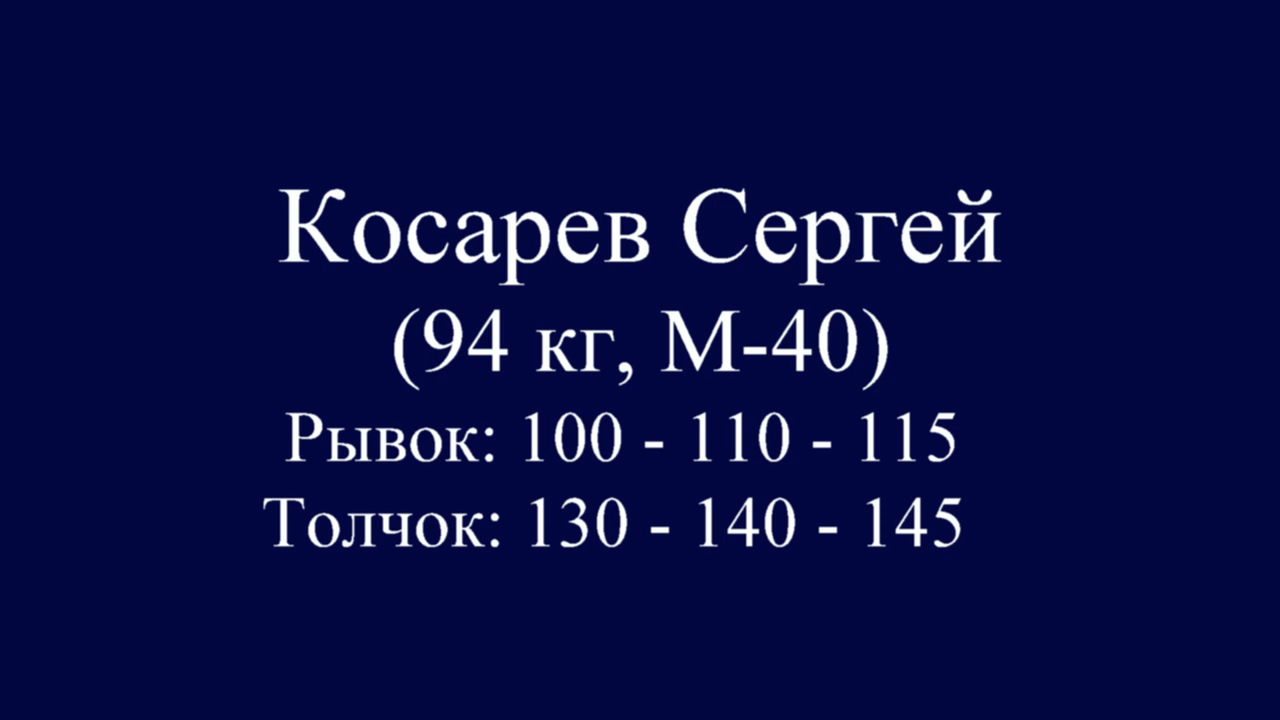 Косарев Сергей
(94 кг, М-40)
Рывок: 100 - 110 - 115
Толчок: 130 - 140 - 145